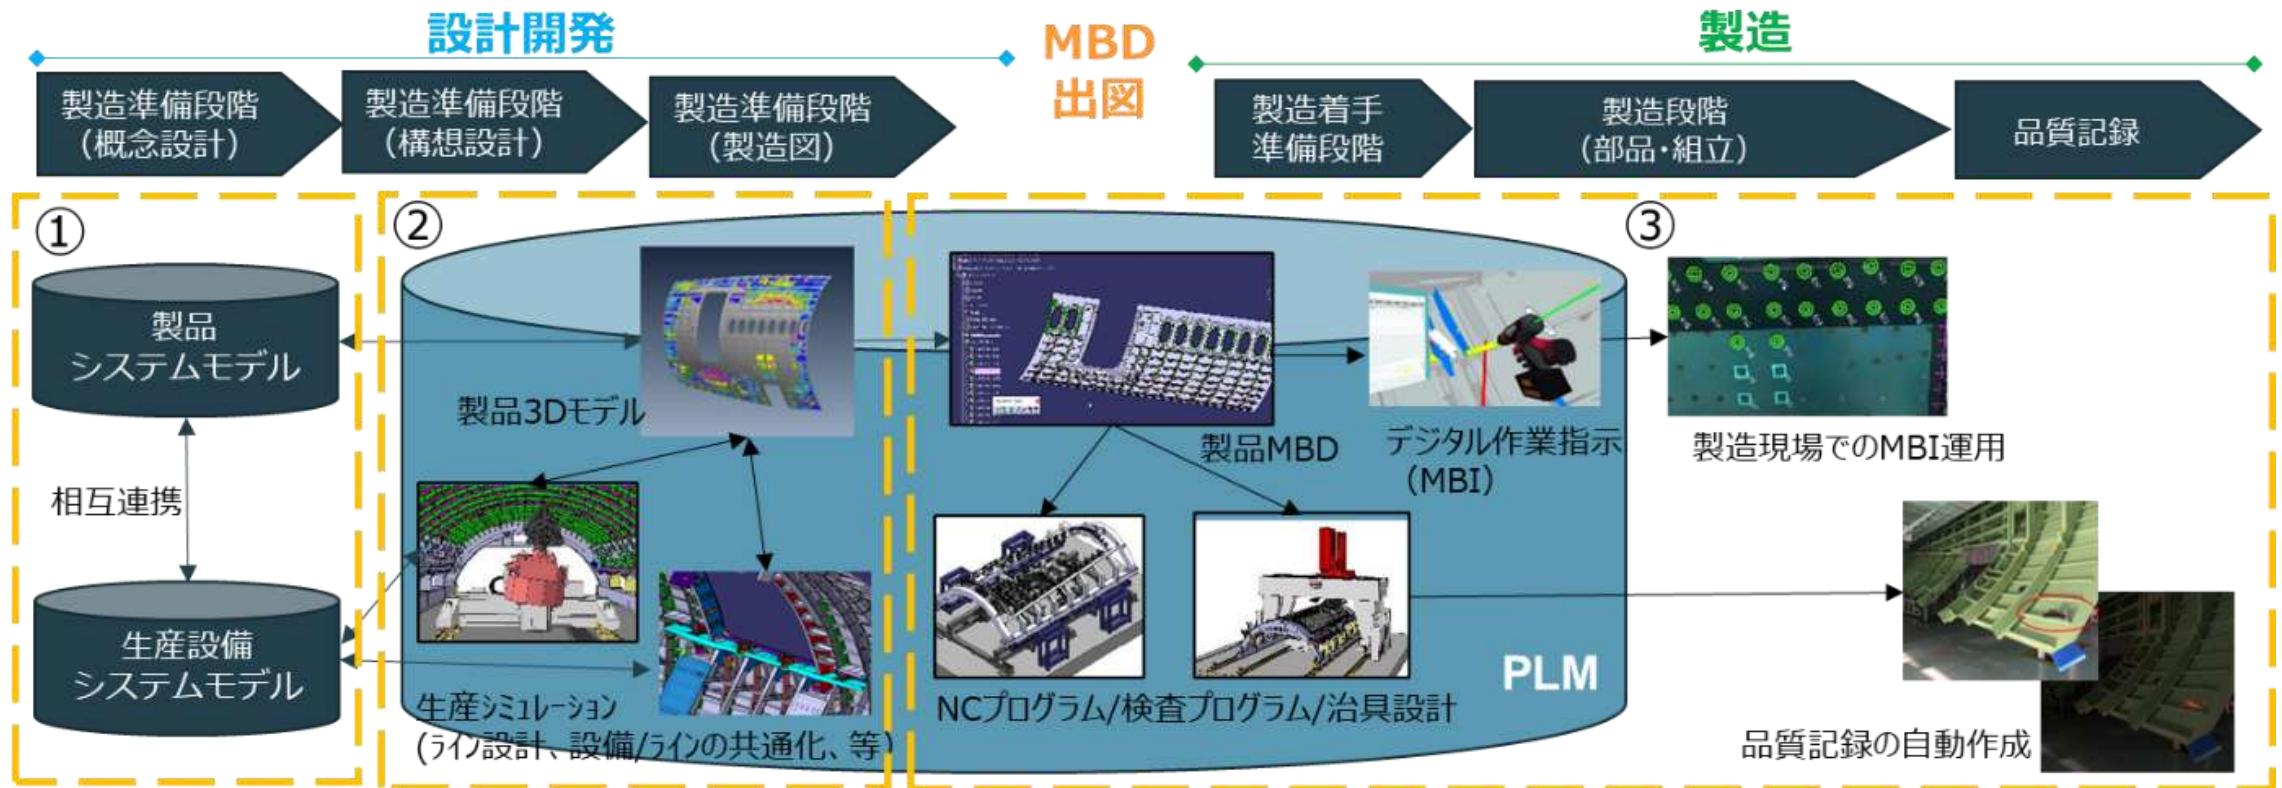 設計開発
MBD
出図
製造
製造準備段階
(概念設計)
製造準備段階
(構想設計)
製造準備段階
(製造図)
製造着手
準備段階
製造段階
(部品・組立)
品質記録
①
②
③
製品
システムモデル
相互連携
生産設備
システムモデル
製品3Dモデル
生産シミュレーション
(ライン設計、設備/ラインの共通化、等)
製品MBD
デジタル作業指示
(MBI)
製造現場でのMBI運用
NCプログラム/検査プログラム/治具設計
PLM
品質記録の自動作成